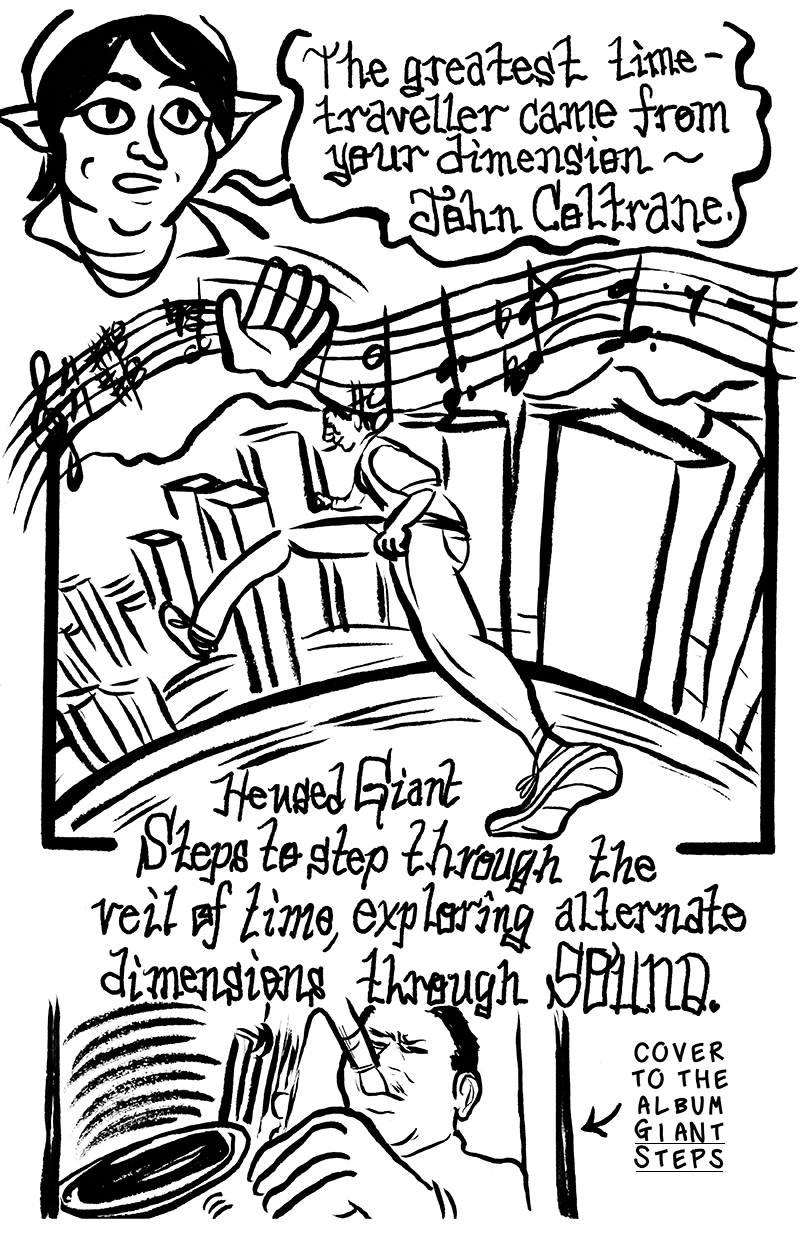 The greatest time-
traveller came from
your dimension ~
John Coltrane.
He used Giant
Steps to step through the
veil of time, exploring alternate
dimensions through SOUND.
COVER
TO THE
ALBUM
GIANT
STEPS